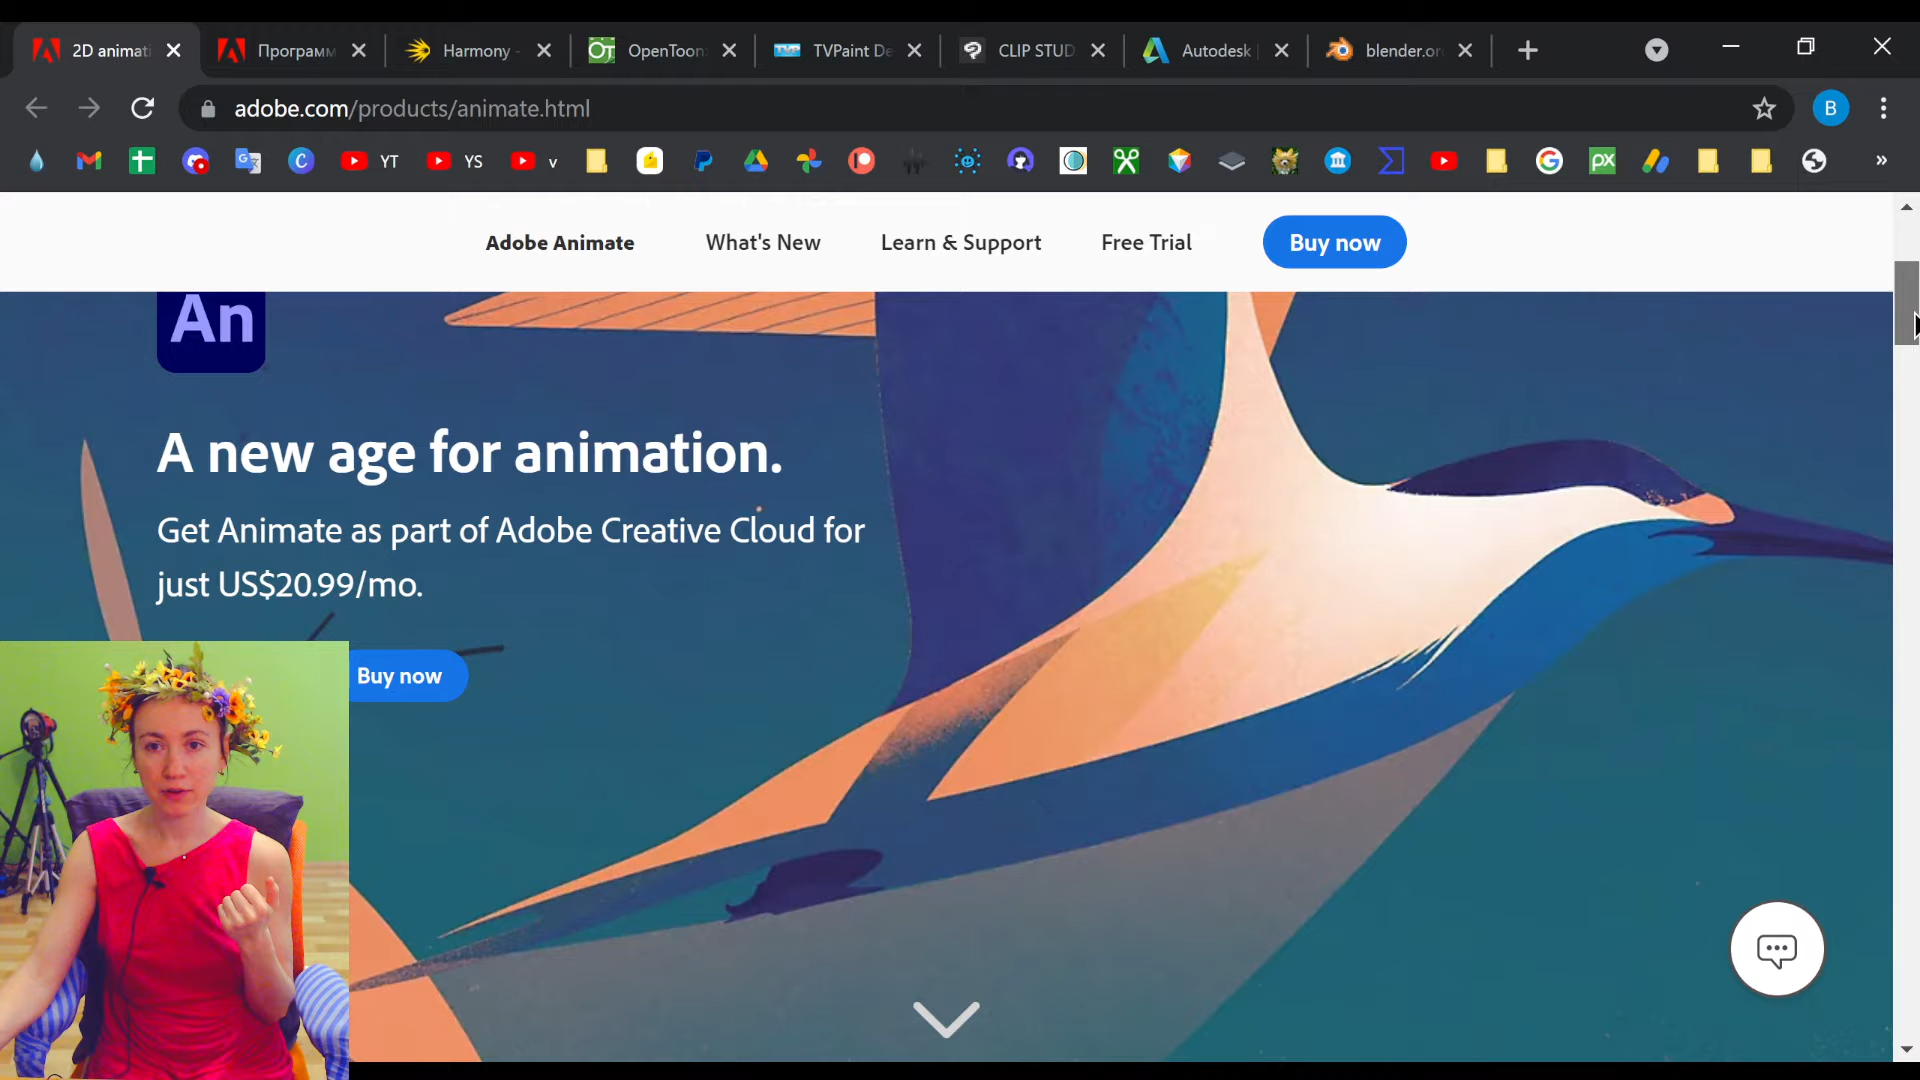 2D animati
Программ
Harmony -
OpenToon
TVPaint De
CLIP STUD
Autodesk
blender.or
adobe.com/products/animate.html
B
YT
YS
v
Adobe Animate
What's New
Learn & Support
Free Trial
Buy now
An
A new age for animation.
Get Animate as part of Adobe Creative Cloud for
just US$20.99/mo.
Buy now